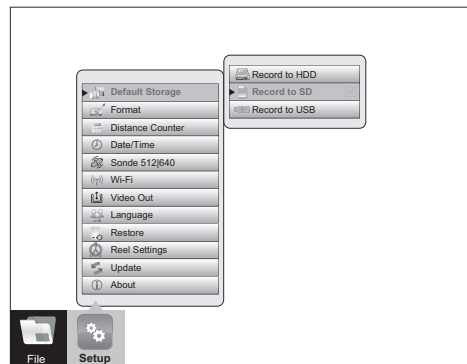 Default Storage
Format
Distance Counter
Date/Time
Sonde 512|640
Wi-Fi
Video Out
Language
Restore
Reel Settings
Update
About
Record to HDD
Record to SD
Record to USB
File
Setup